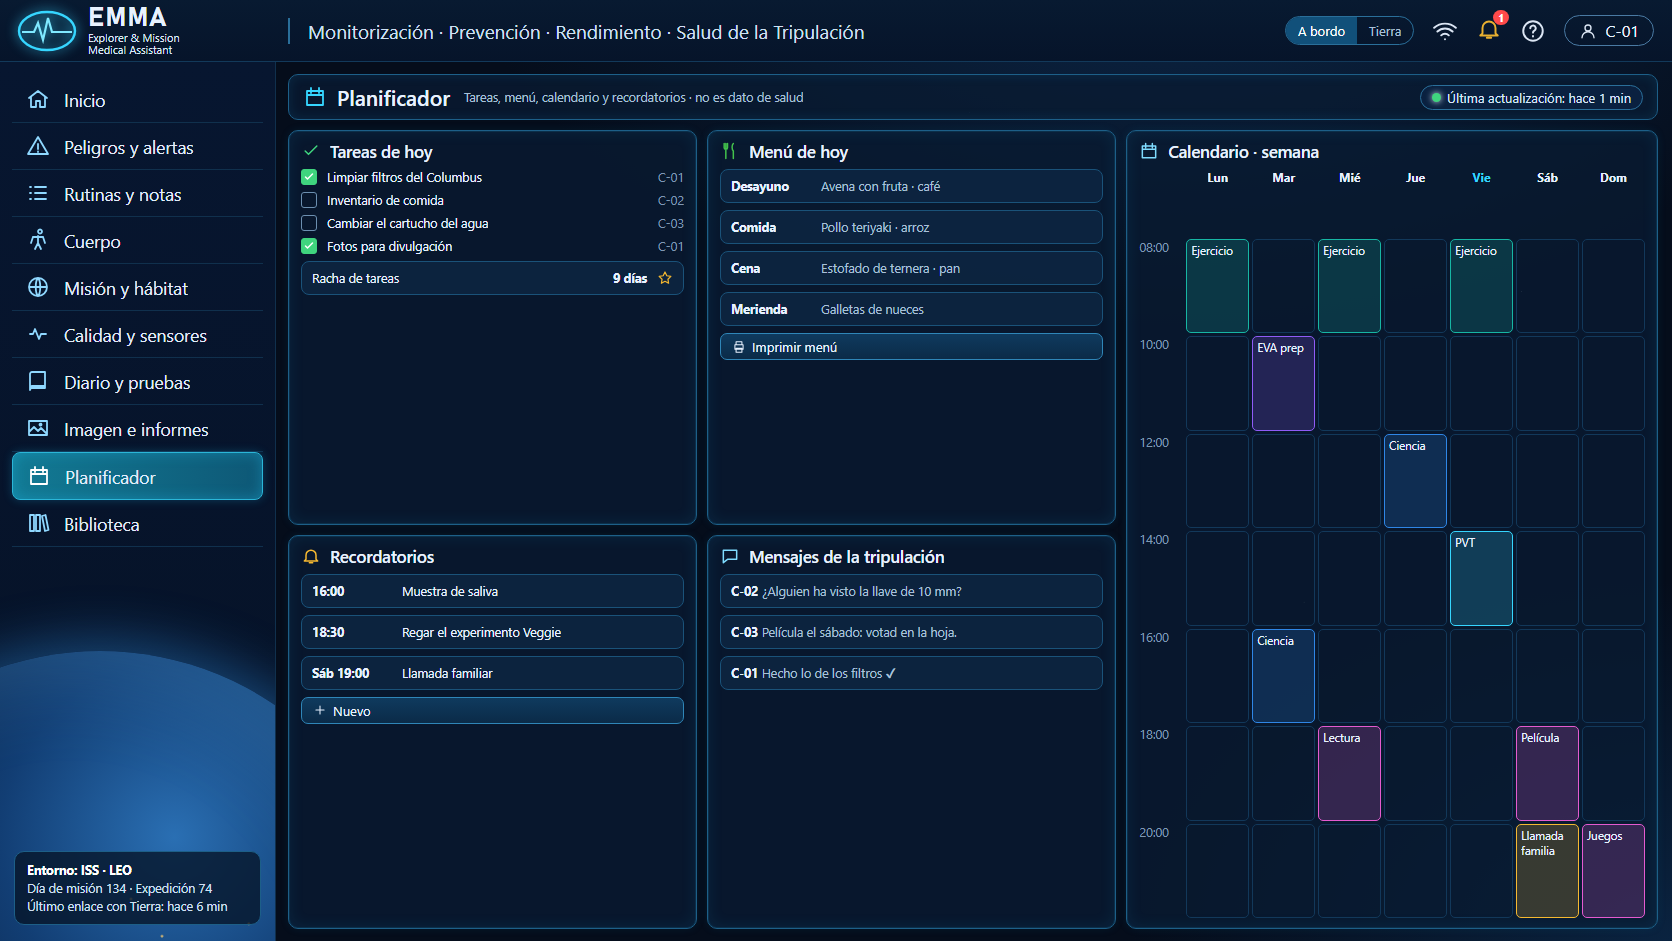 EMMA
Explorer & Mission
Medical Assistant
Monitorización · Prevención · Rendimiento · Salud de la Tripulación
A bordo
Tierra
1
C-01
Inicio
Peligros y alertas
Rutinas y notas
Cuerpo
Misión y hábitat
Calidad y sensores
Diario y pruebas
Imagen e informes
Planificador
Biblioteca
Entorno: ISS · LEO
Día de misión 134 · Expedición 74
Último enlace con Tierra: hace 6 min
Planificador
Tareas, menú, calendario y recordatorios · no es dato de salud
Última actualización: hace 1 min
Tareas de hoy
Limpiar filtros del Columbus C-01
Inventario de comida C-02
Cambiar el cartucho del agua C-03
Fotos para divulgación C-01
Racha de tareas 9 días
Menú de hoy
Desayuno Avena con fruta · café
Comida Pollo teriyaki · arroz
Cena Estofado de ternera · pan
Merienda Galletas de nueces
Imprimir menú
Recordatorios
16:00 Muestra de saliva
18:30 Regar el experimento Veggie
Sáb 19:00 Llamada familiar
+ Nuevo
Mensajes de la tripulación
C-02 ¿Alguien ha visto la llave de 10 mm?
C-03 Película el sábado: votad en la hoja.
C-01 Hecho lo de los filtros ✓
Calendario · semana
Lun Mar Mié Jue Vie Sáb Dom
08:00 Ejercicio Ejercicio Ejercicio
10:00 EVA prep
12:00 Ciencia
14:00 PVT
16:00 Ciencia
18:00 Lectura Película
20:00 Llamada familia Juegos